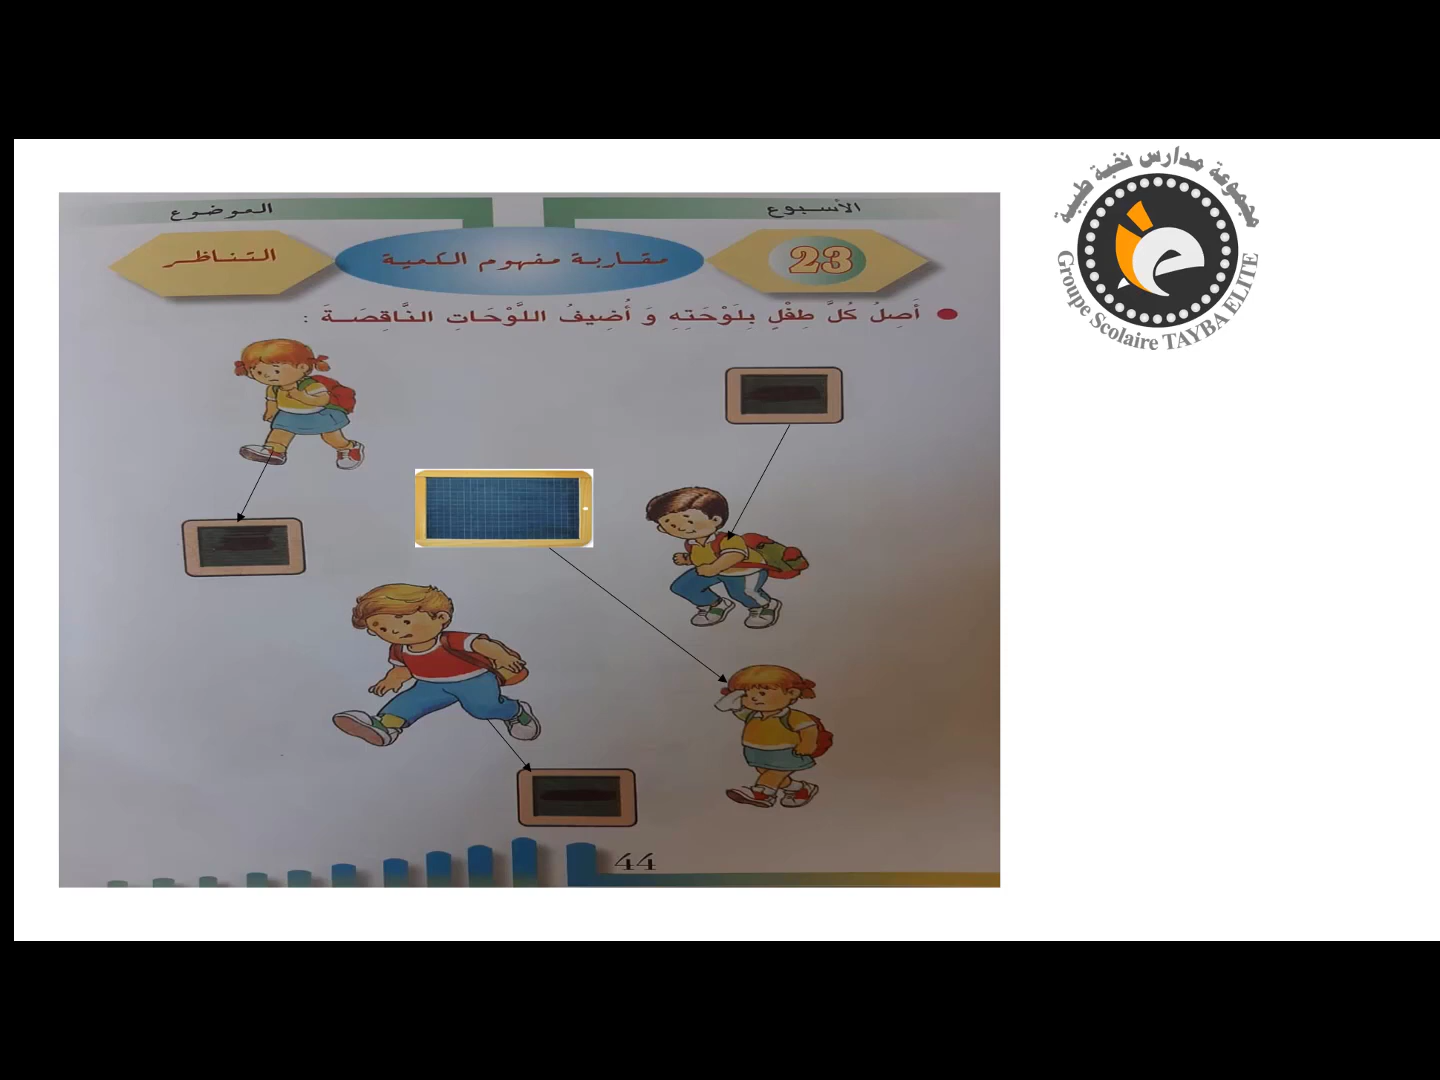 مجموعة مدارس نخبة طيبة
Groupe Scolaire TAYBA ELITE
الأسبوع
الموضوع
23
مقاربة مفهوم الكمية
التناظر
أَصِلُ كُلَّ طِفْلٍ بِلَوْحَتِهِ وَ أُضِيفُ اللَّوْحَاتِ النَّاقِصَةَ :
44